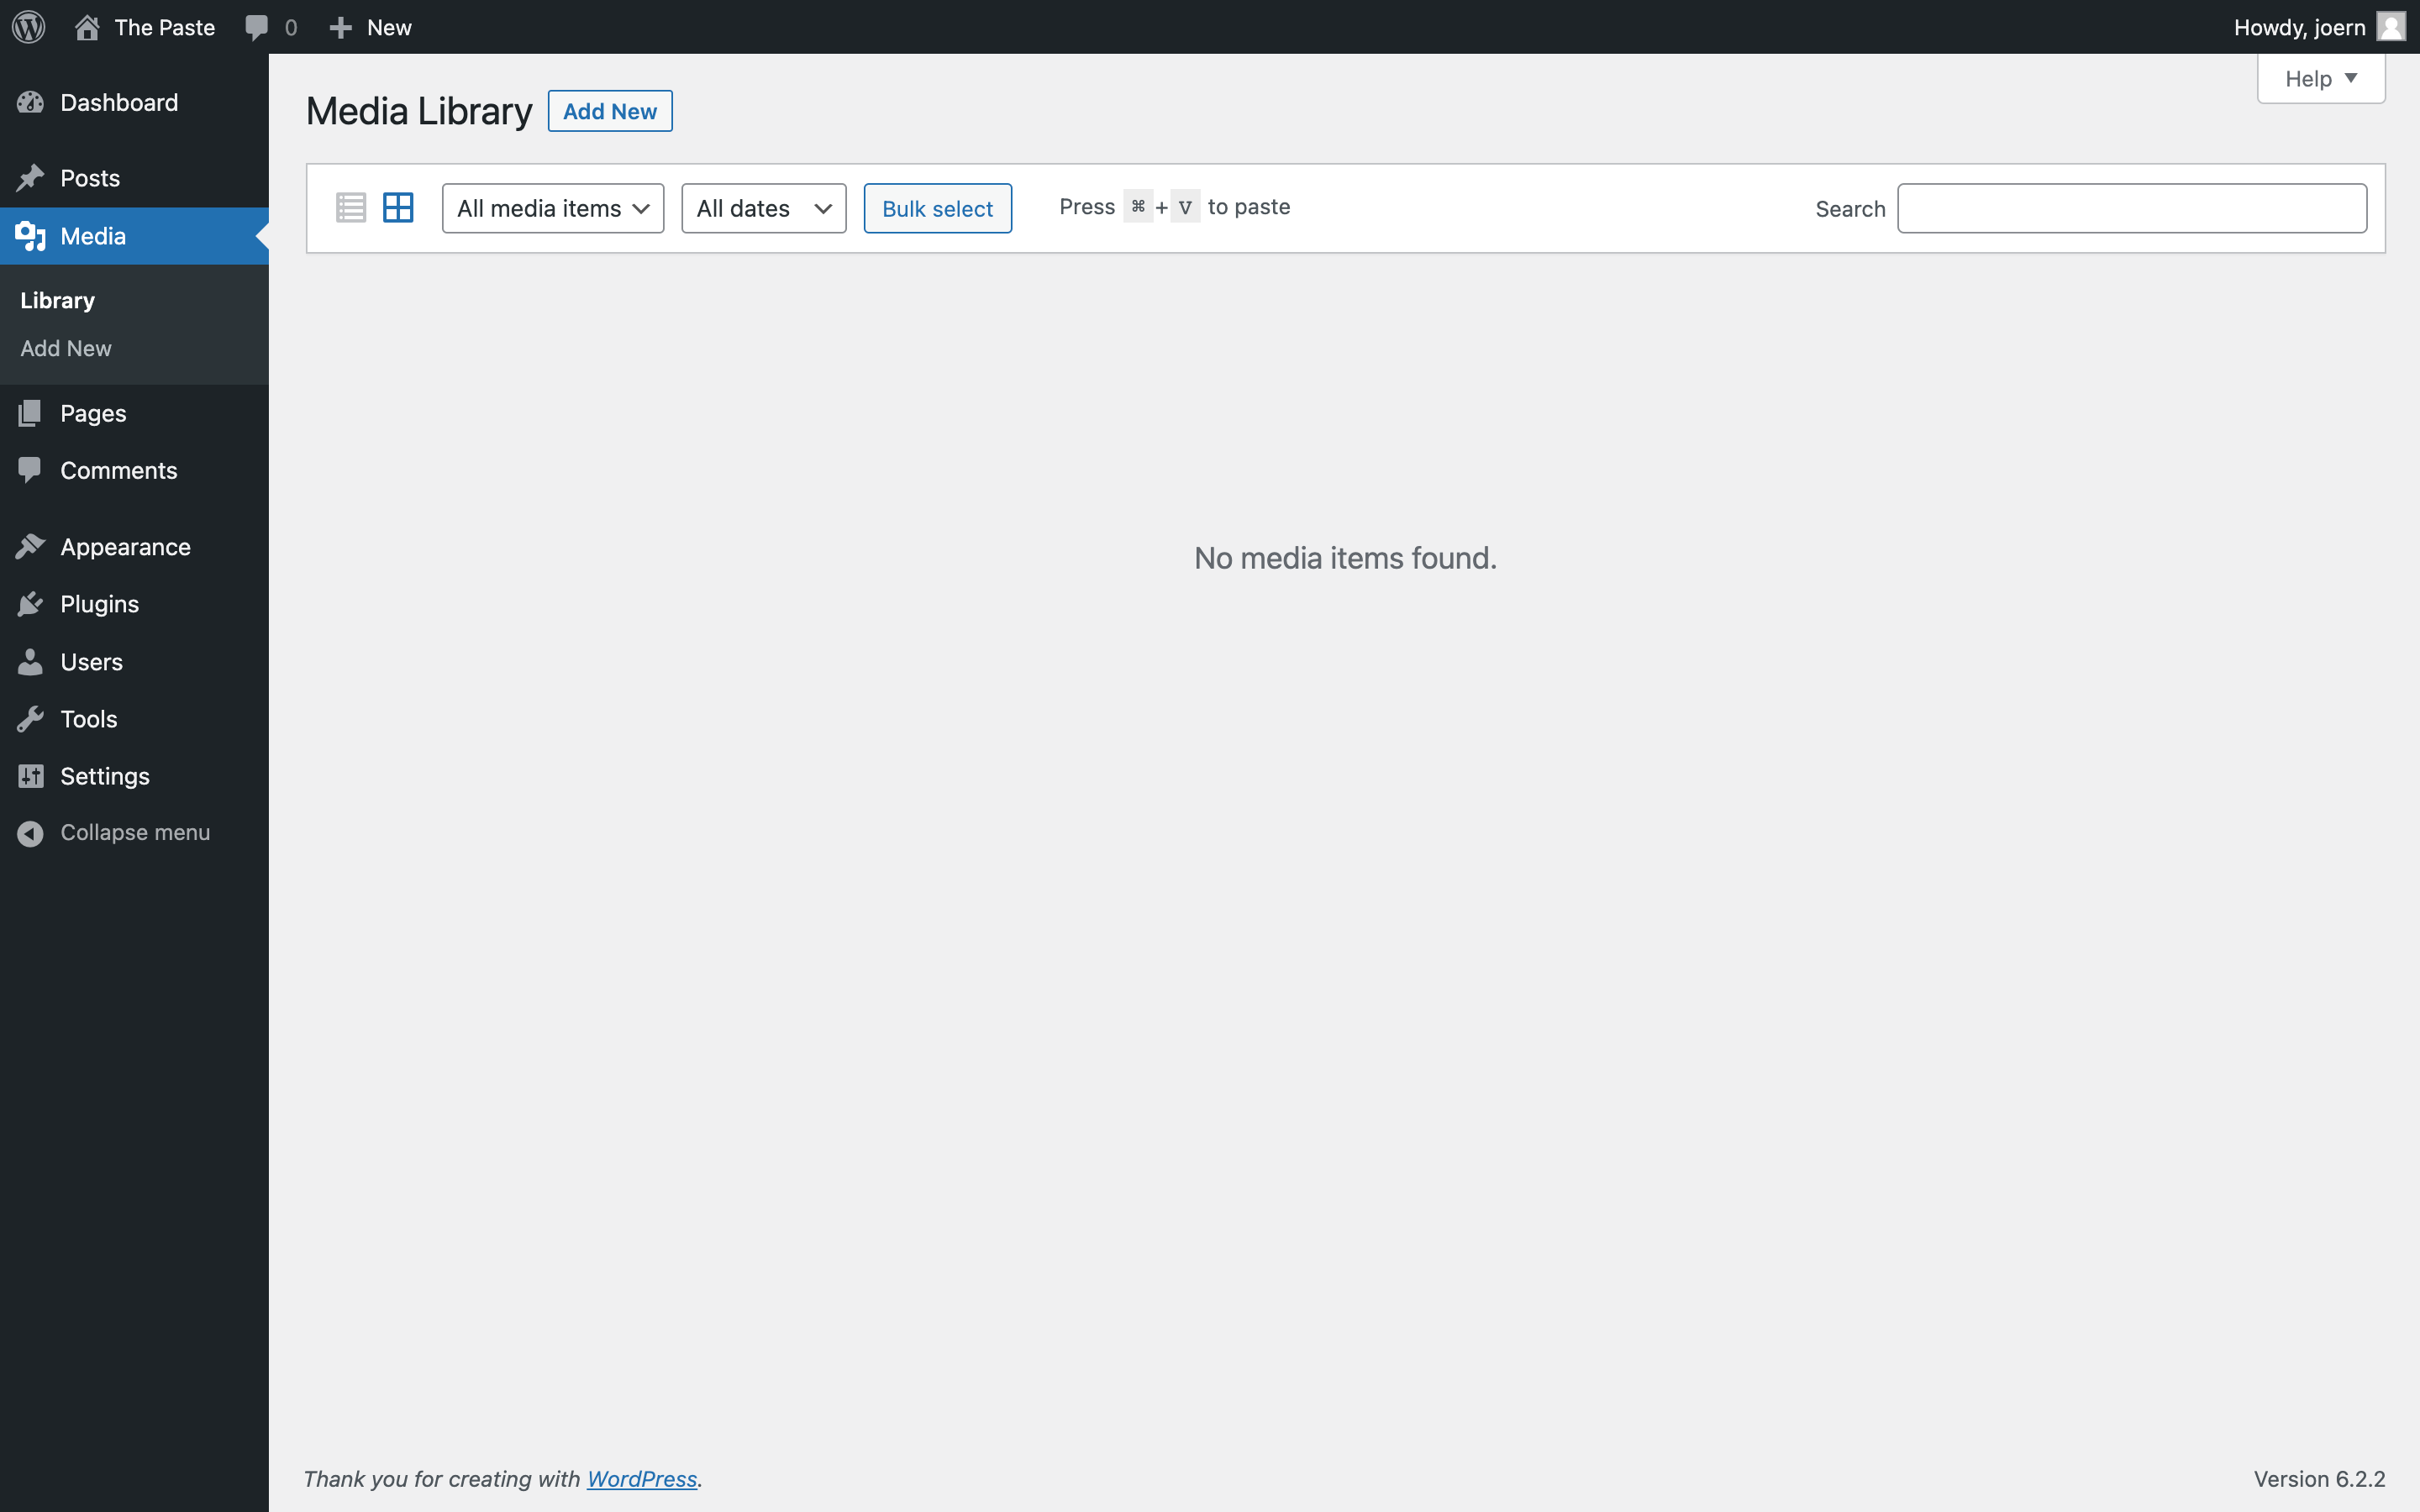 The Paste 0 New Howdy, joern
Help
Dashboard
Posts
Media
Library
Add New
Pages
Comments
Appearance
Plugins
Users
Tools
Settings
Collapse menu
Media Library Add New
All media items All dates Bulk select Press ⌘+V to paste Search
No media items found.
Thank you for creating with WordPress. Version 6.2.2